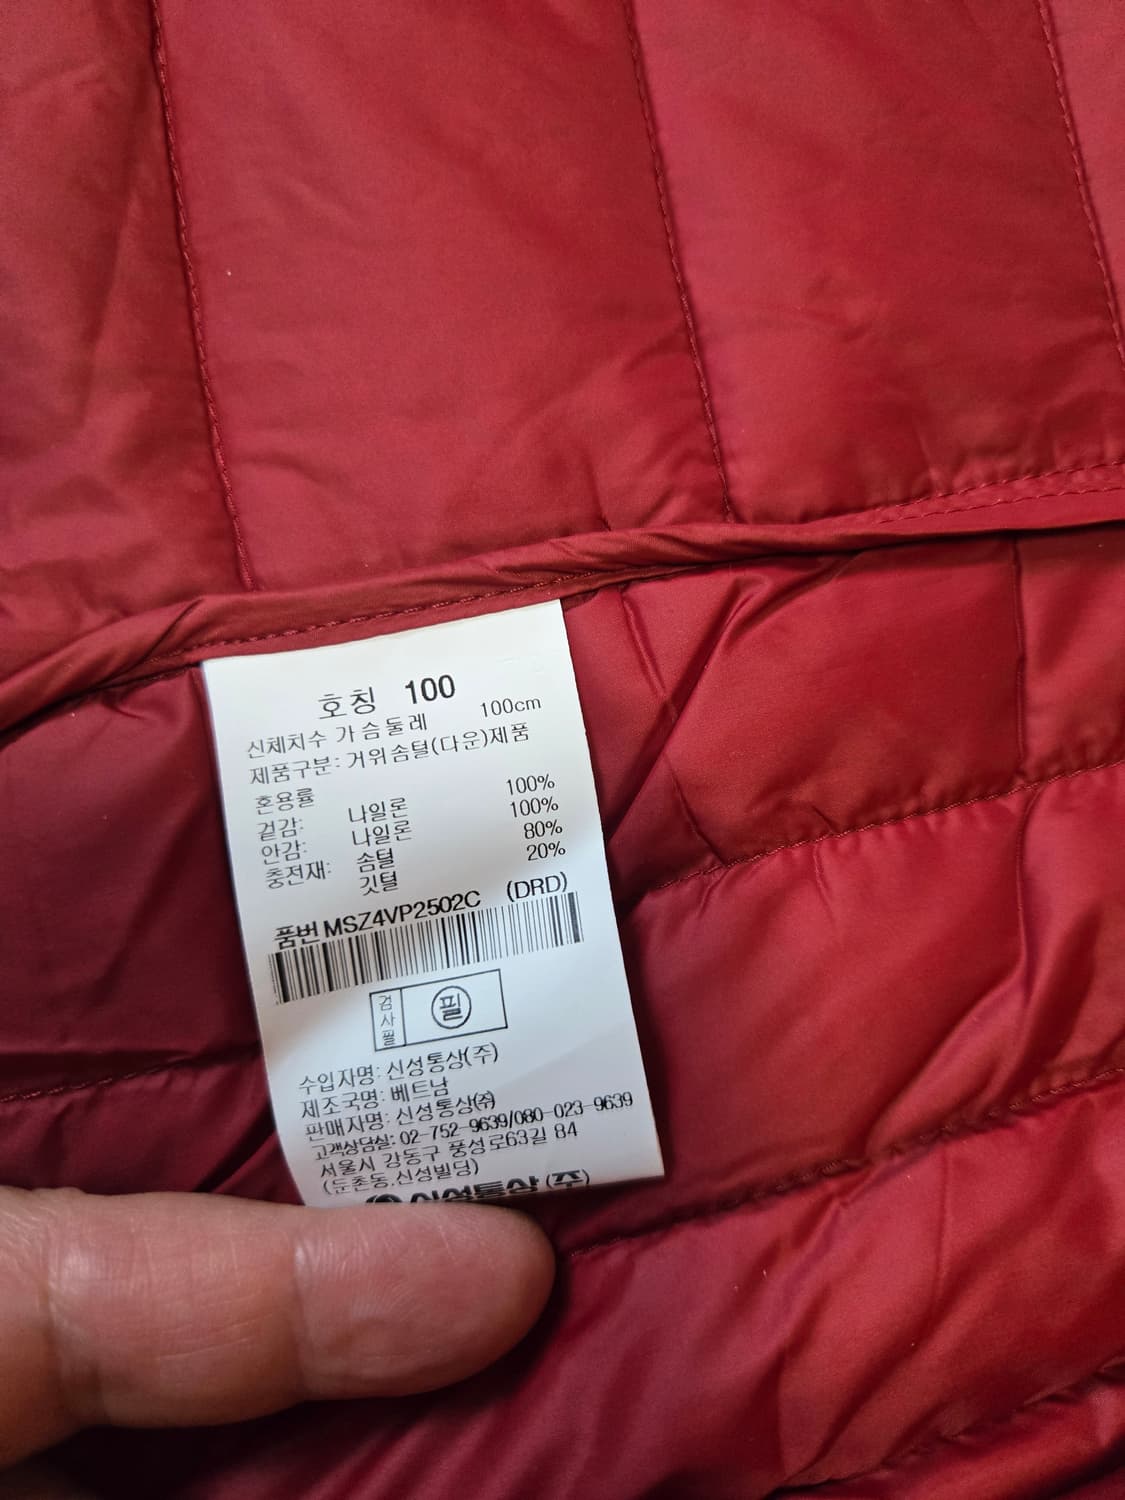 호칭 100
신체치수 가슴둘레 100cm
제품구분: 거위솜털(다운)제품
혼용률
겉감: 나일론 100%
안감: 나일론 100%
충전재: 솜털 80%
깃털 20%
품번 MSZ4VP2502C (DRD)
검사필 필
수입자명: 신성통상(주)
제조국명: 베트남
판매자명: 신성통상(주)
고객상담실: 02-752-9639/080-023-9639
서울시 강동구 풍성로63길 84
(둔촌동,신성빌딩)
신성통상(주)